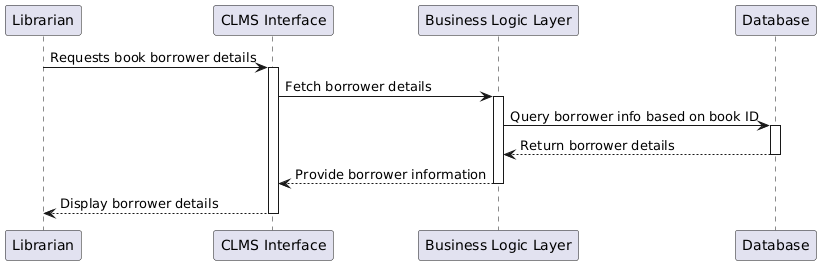 Librarian
CLMS Interface
Business Logic Layer
Database
Requests book borrower details
Fetch borrower details
Query borrower info based on book ID
Return borrower details
Provide borrower information
Display borrower details
Librarian
CLMS Interface
Business Logic Layer
Database